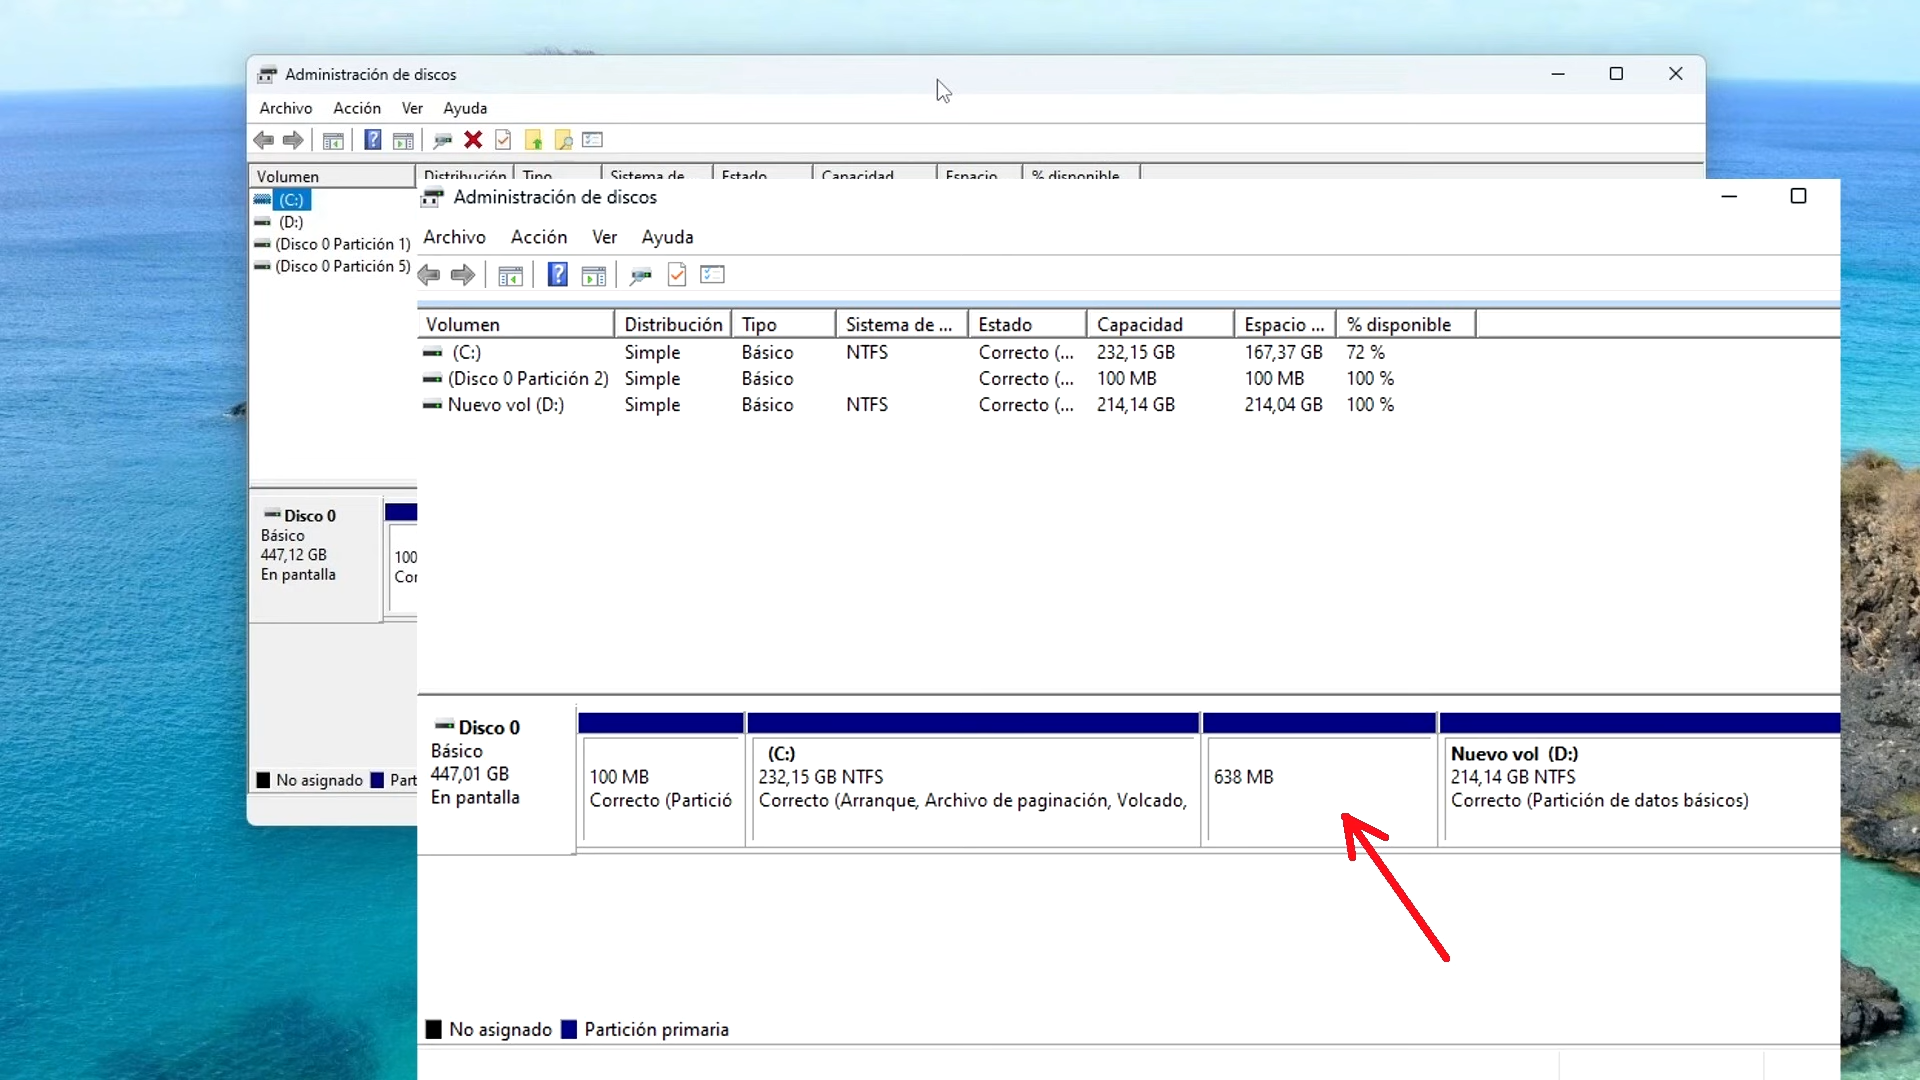 Administración de discos
Archivo Acción Ver Ayuda
Volumen Distribución Tipo Sistema de Estado Capacidad Espacio % disponible
(C:)
(D:)
(Disco 0 Partición 1)
(Disco 0 Partición 5)
Disco 0
Básico
447,12 GB
En pantalla
100
Cor
No asignado Part
Administración de discos
Archivo Acción Ver Ayuda
Volumen Distribución Tipo Sistema de ... Estado Capacidad Espacio ... % disponible
(C:) Simple Básico NTFS Correcto (... 232,15 GB 167,37 GB 72 %
(Disco 0 Partición 2) Simple Básico Correcto (... 100 MB 100 MB 100 %
Nuevo vol (D:) Simple Básico NTFS Correcto (... 214,14 GB 214,04 GB 100 %
Disco 0
Básico
447,01 GB
En pantalla
100 MB
Correcto (Partició
(C:)
232,15 GB NTFS
Correcto (Arranque, Archivo de paginación, Volcado,
638 MB
Nuevo vol (D:)
214,14 GB NTFS
Correcto (Partición de datos básicos)
No asignado Partición primaria